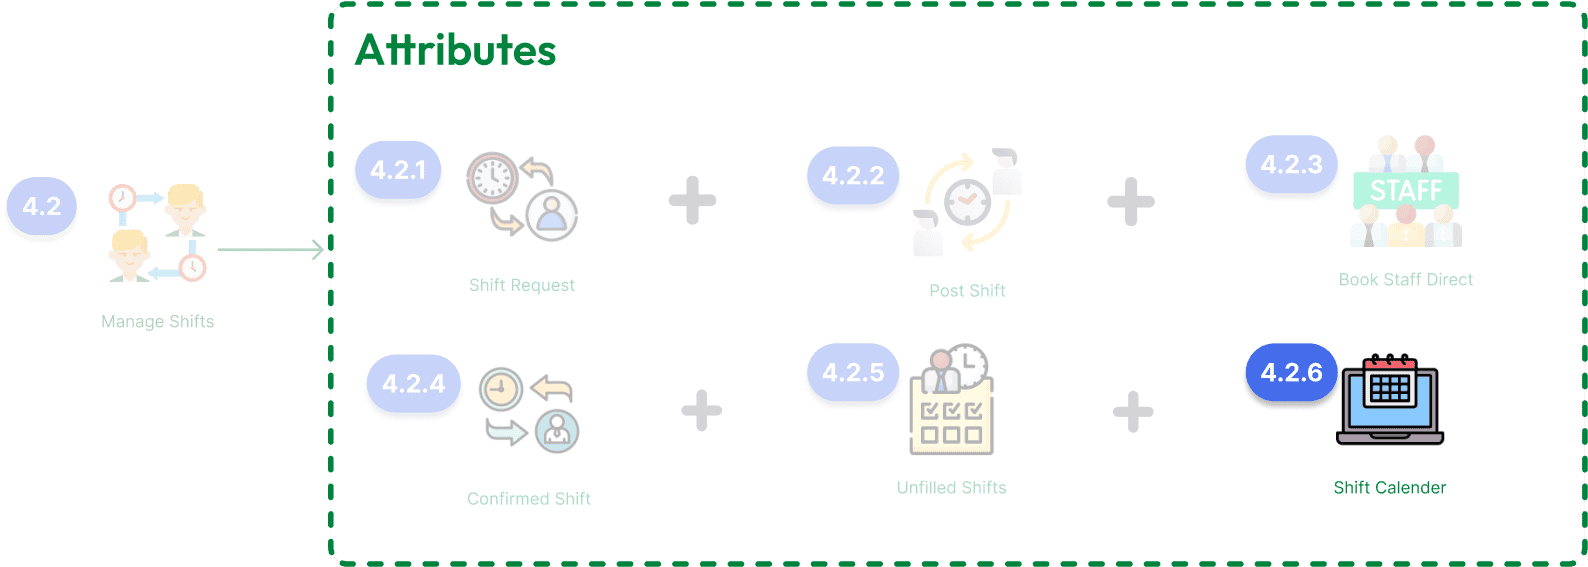 Attributes
4.2
Manage Shifts
4.2.1
Shift Request
4.2.2
Post Shift
4.2.3
STAFF
Book Staff Direct
4.2.4
Confirmed Shift
4.2.5
Unfilled Shifts
4.2.6
Shift Calender